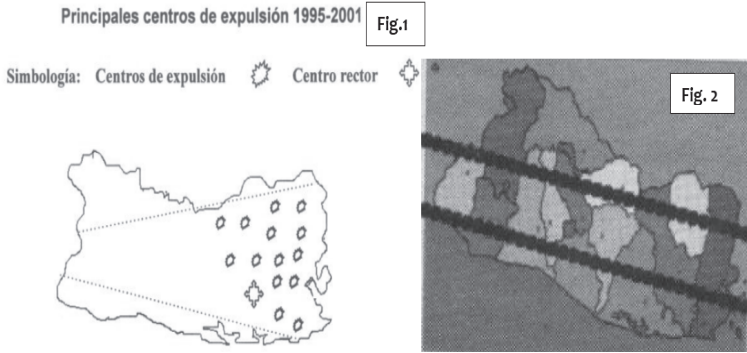 Principales centros de expulsión 1995-2001
Fig.1
Simbología: Centros de expulsión Centro rector
Fig. 2